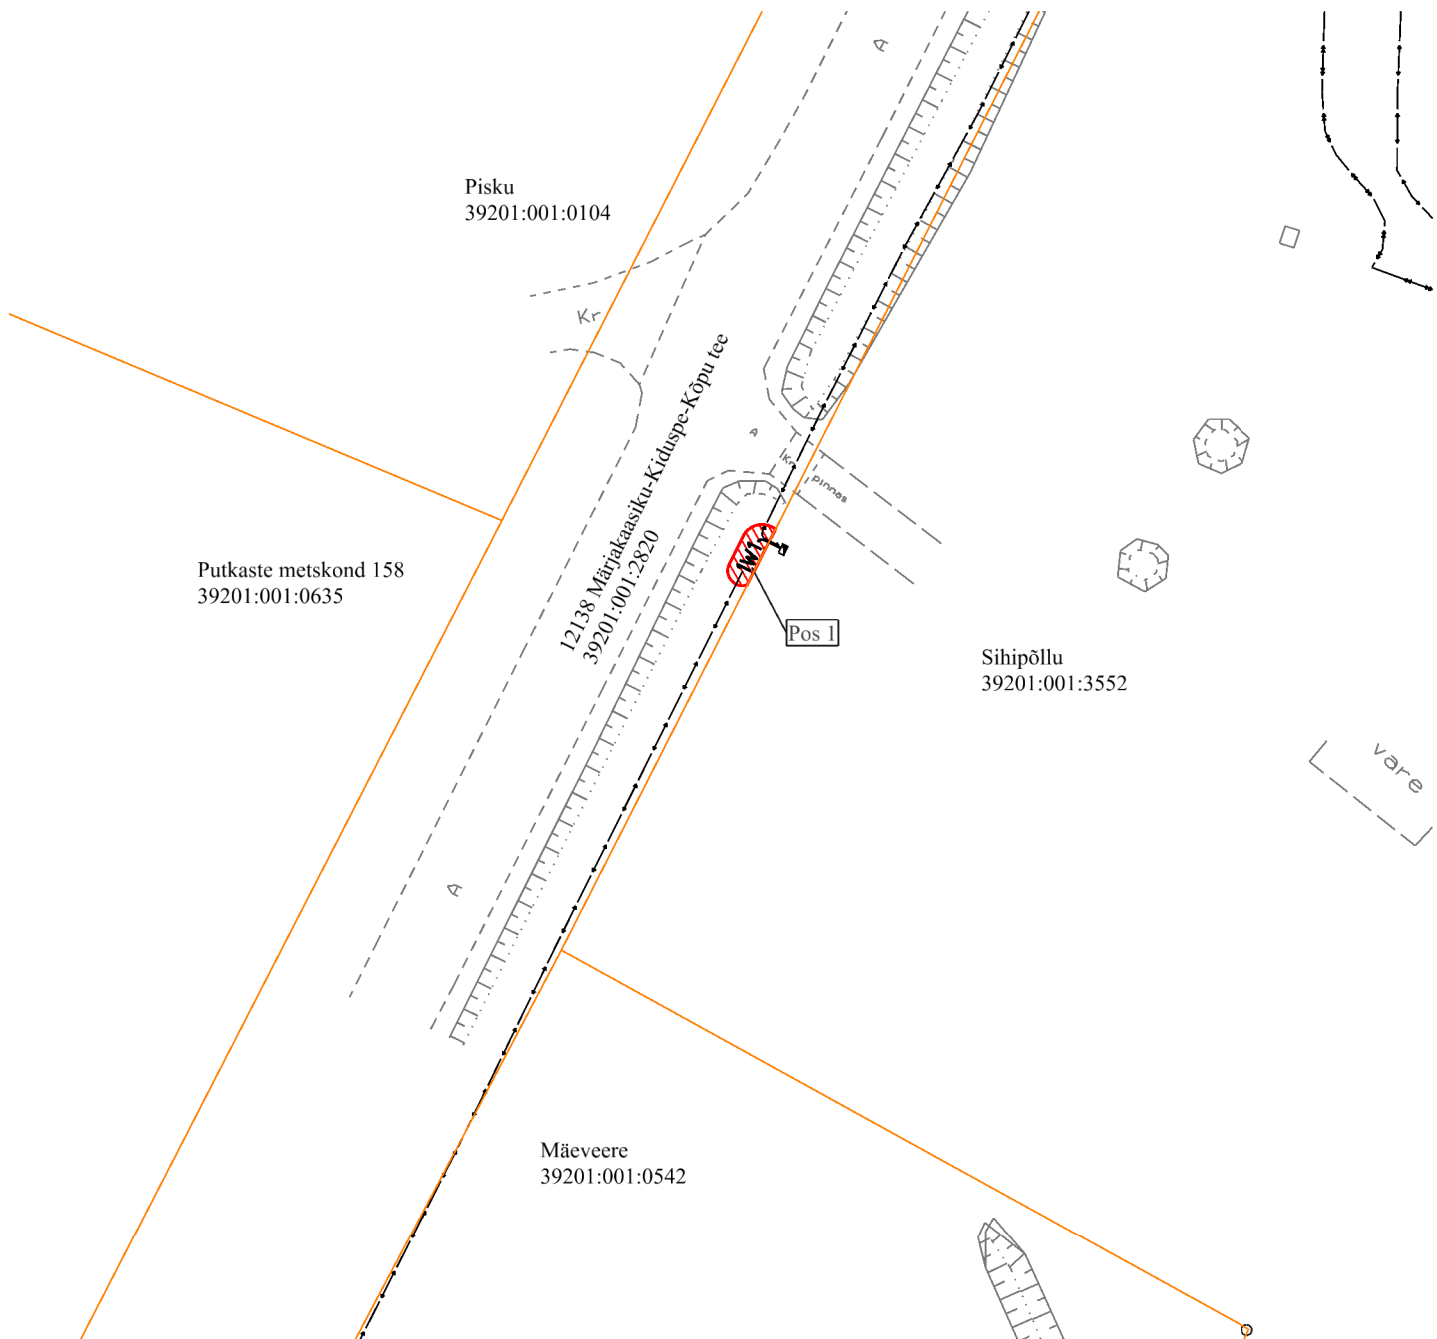 A
Pisku
39201:001:0104
Kr
12138 Märjakaasiku-Kiduspe-Kõpu tee
39201:001:2820
A
Kr
pinnas
Putkaste metskond 158
39201:001:0635
Pos 1
Sihipõllu
39201:001:3552
vare
A
Mäeveere
39201:001:0542